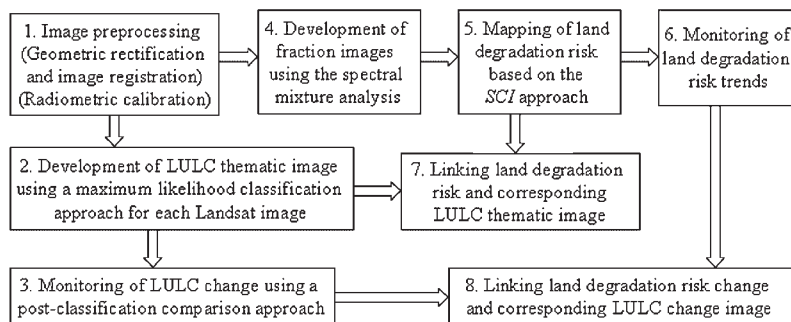 1. Image preprocessing
(Geometric rectification
and image registration)
(Radiometric calibration)
4. Development of
fraction images
using the spectral
mixture analysis
5. Mapping of land
degradation risk
based on the
SCI approach
6. Monitoring of
land degradation
risk trends
2. Development of LULC thematic image
using a maximum likelihood classification
approach for each Landsat image
7. Linking land degradation
risk and corresponding
LULC thematic image
3. Monitoring of LULC change using a
post-classification comparison approach
8. Linking land degradation risk change
and corresponding LULC change image